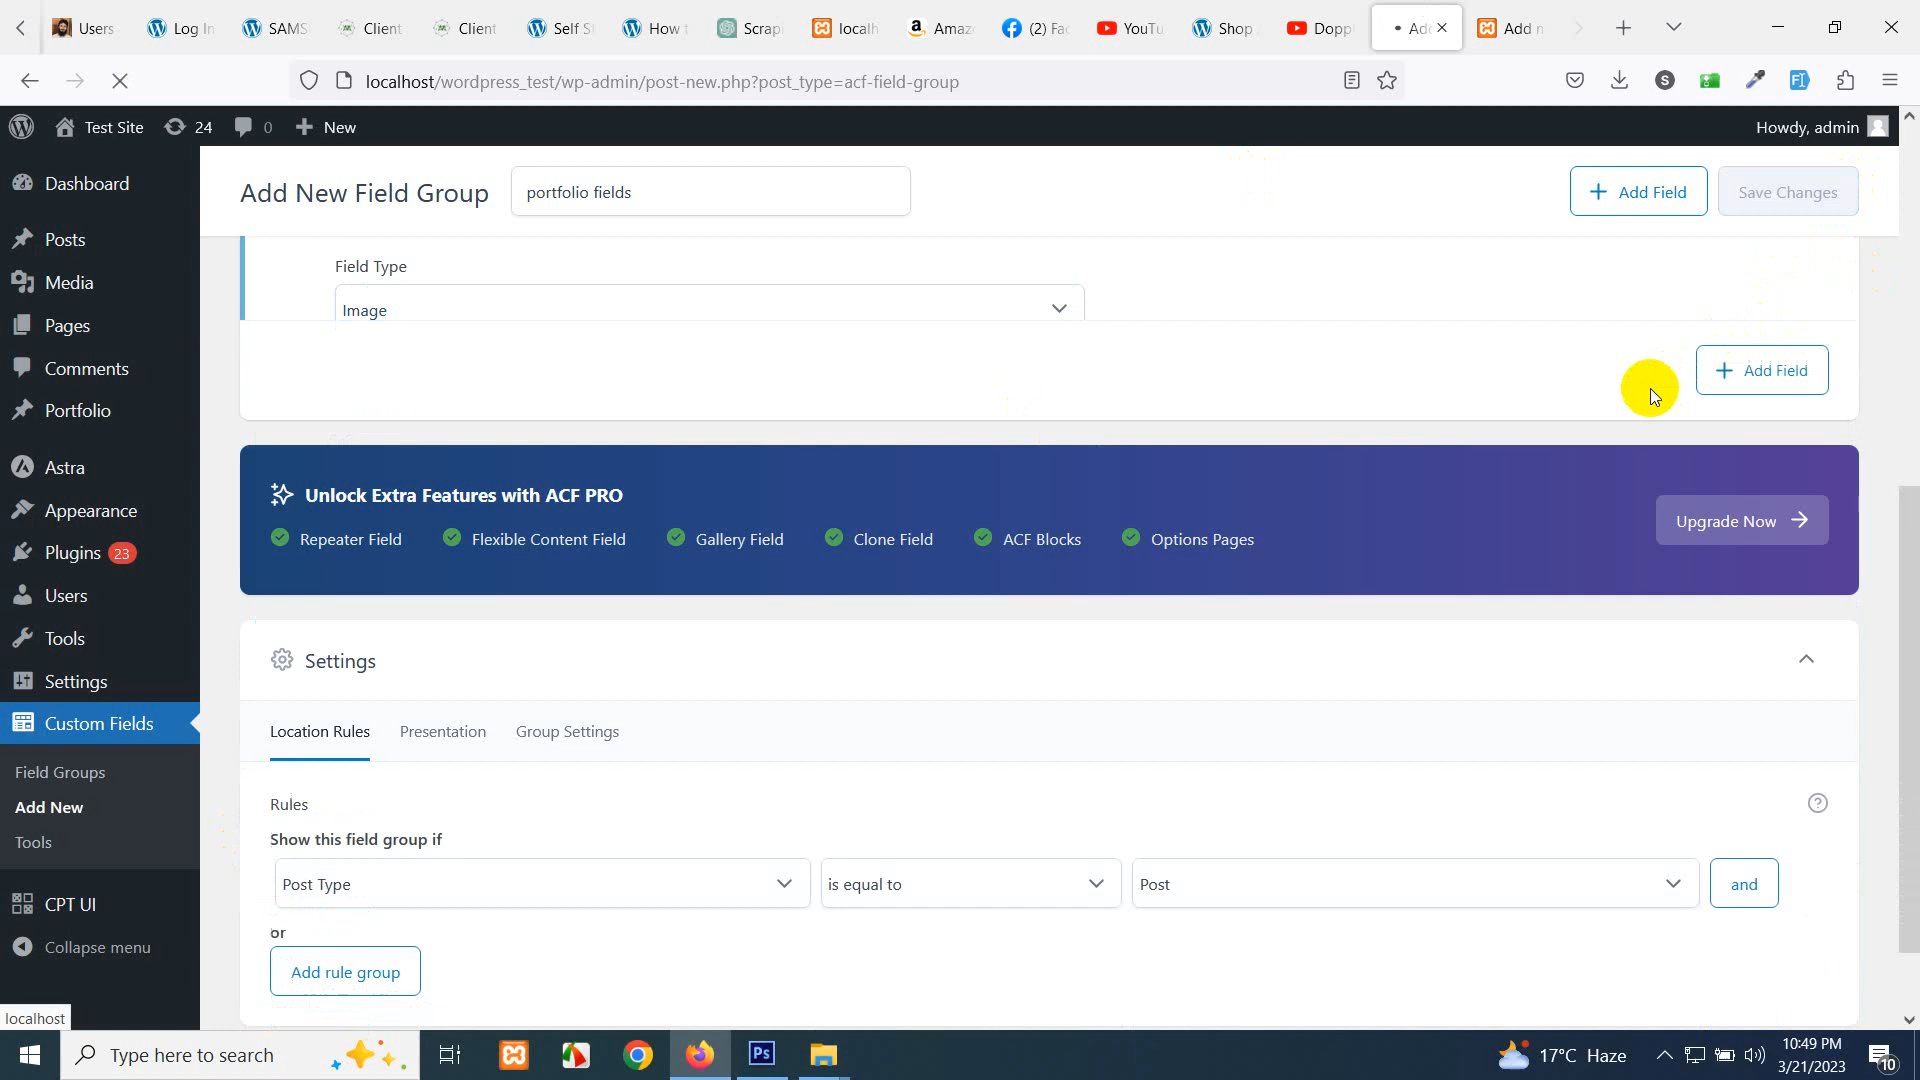 Users
Log In
SAMS
Client
Client
Self S
How t
Scrap
localh
Amaz
(2) Fa
YouTu
Shop
Dopp
Ad
Add n
localhost/wordpress_test/wp-admin/post-new.php?post_type=acf-field-group
Test Site
24
0
New
Howdy, admin
Dashboard
Posts
Media
Pages
Comments
Portfolio
Astra
Appearance
Plugins 23
Users
Tools
Settings
Custom Fields
Field Groups
Add New
Tools
CPT UI
Collapse menu
Add New Field Group
portfolio fields
Add Field
Save Changes
Field Type
Image
Add Field
Unlock Extra Features with ACF PRO
Repeater Field
Flexible Content Field
Gallery Field
Clone Field
ACF Blocks
Options Pages
Upgrade Now
Settings
Location Rules
Presentation
Group Settings
Rules
Show this field group if
Post Type
is equal to
Post
and
or
Add rule group
localhost
Type here to search
Ps
17°C Haze
10:49 PM
3/21/2023
10